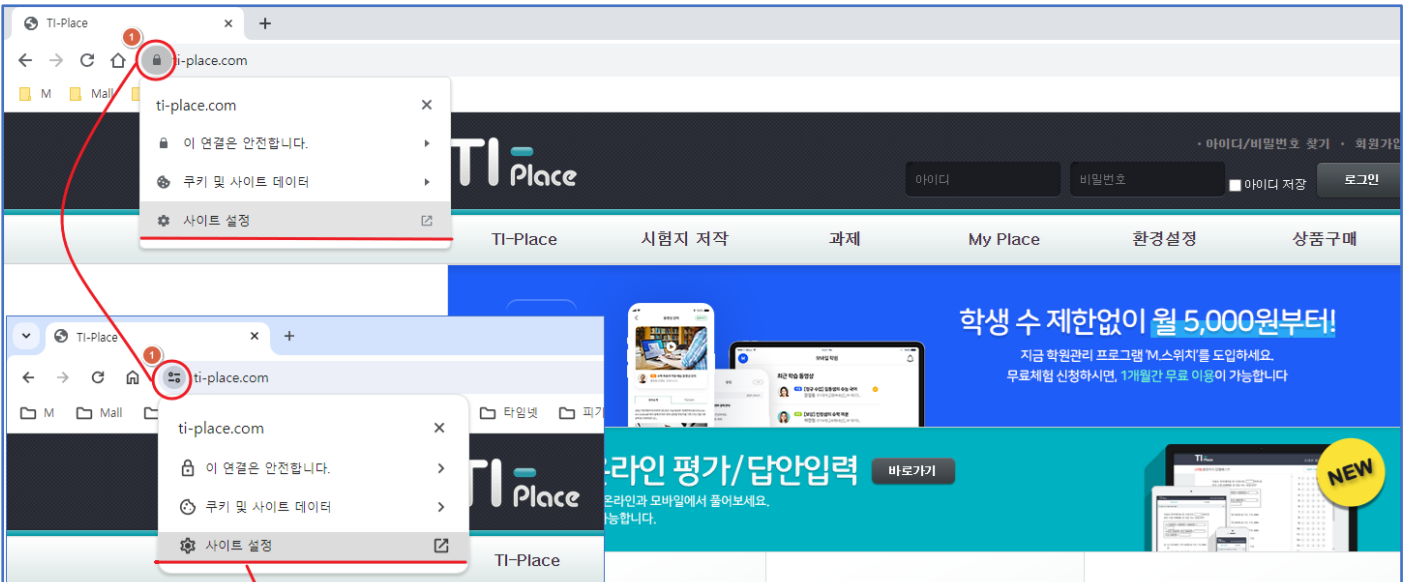 TI-Place
1
ti-place.com
M
Mall
ti-place.com
이 연결은 안전합니다.
쿠키 및 사이트 데이터
사이트 설정
TI-Place
· 아이디/비밀번호 찾기 · 회원가입
아이디
비밀번호
아이디 저장
로그인
TI-Place
시험지 저작
과제
My Place
환경설정
상품구매
학생 수 제한없이 월 5,000원부터!
지금 학원관리 프로그램 'M.스위치'를 도입하세요.
무료체험 신청하시면, 1개월간 무료 이용이 가능합니다
최근 학습 동영상
TI-Place
1
ti-place.com
M
Mall
타임넷
피기
ti-place.com
이 연결은 안전합니다.
쿠키 및 사이트 데이터
사이트 설정
TI-Place
TI-Place
라인 평가/답안입력
바로가기
온라인과 모바일에서 풀어보세요.
가능합니다.
NEW